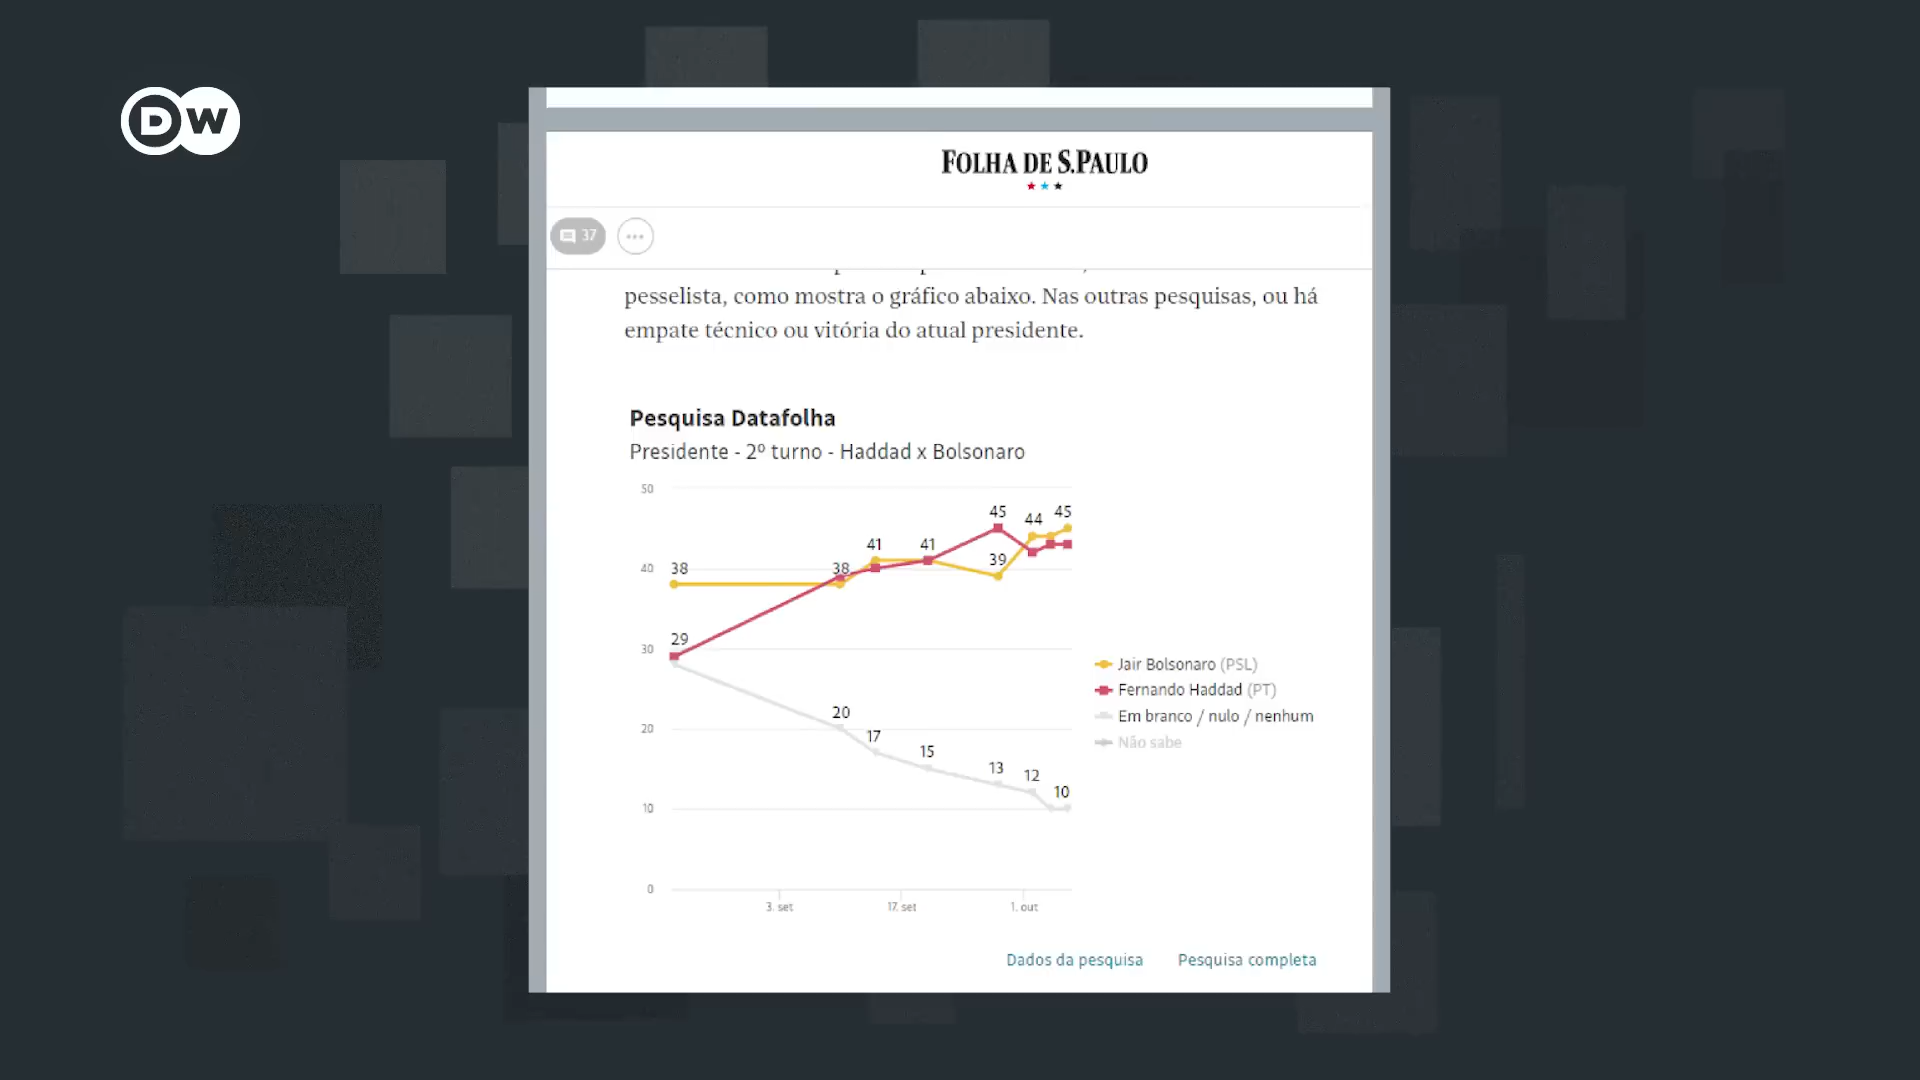 DW
FOLHA DE S.PAULO
37
pesselista, como mostra o gráfico abaixo. Nas outras pesquisas, ou há
empate técnico ou vitória do atual presidente.
Pesquisa Datafolha
Presidente - 2º turno - Haddad x Bolsonaro
50
45
44
45
41
41
39
40
38
38
29
30
Jair Bolsonaro (PSL)
Fernando Haddad (PT)
Em branco / nulo / nenhum
Não sabe
20
20
17
15
13
12
10
10
0
3. set
17. set
1. out
Dados da pesquisa
Pesquisa completa